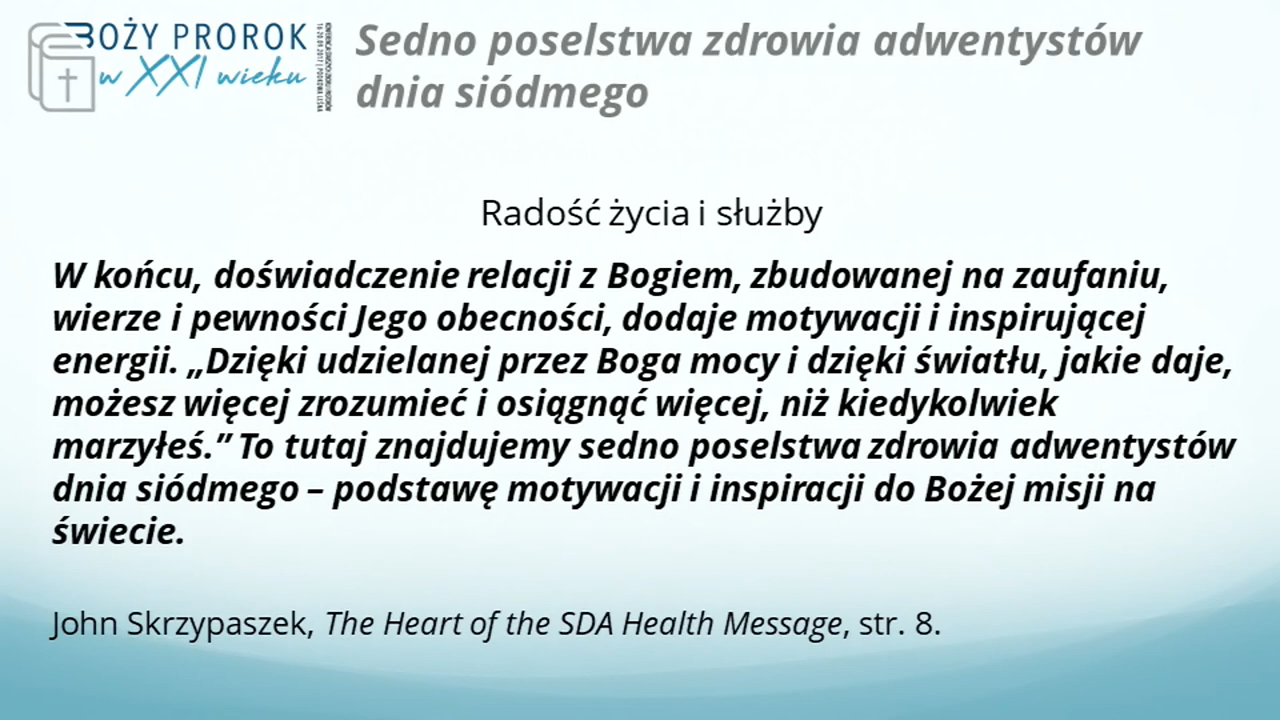 BOŻY PROROK
w XXI wieku
Sedno poselstwa zdrowia adwentystów
dnia siódmego
Radość życia i służby
W końcu, doświadczenie relacji z Bogiem, zbudowanej na zaufaniu,
wierze i pewności Jego obecności, dodaje motywacji i inspirującej
energii. „Dzięki udzielanej przez Boga mocy i dzięki światłu, jakie daje,
możesz więcej zrozumieć i osiągnąć więcej, niż kiedykolwiek
marzyłeś.” To tutaj znajdujemy sedno poselstwa zdrowia adwentystów
dnia siódmego – podstawę motywacji i inspiracji do Bożej misji na
świecie.
John Skrzypaszek, The Heart of the SDA Health Message, str. 8.